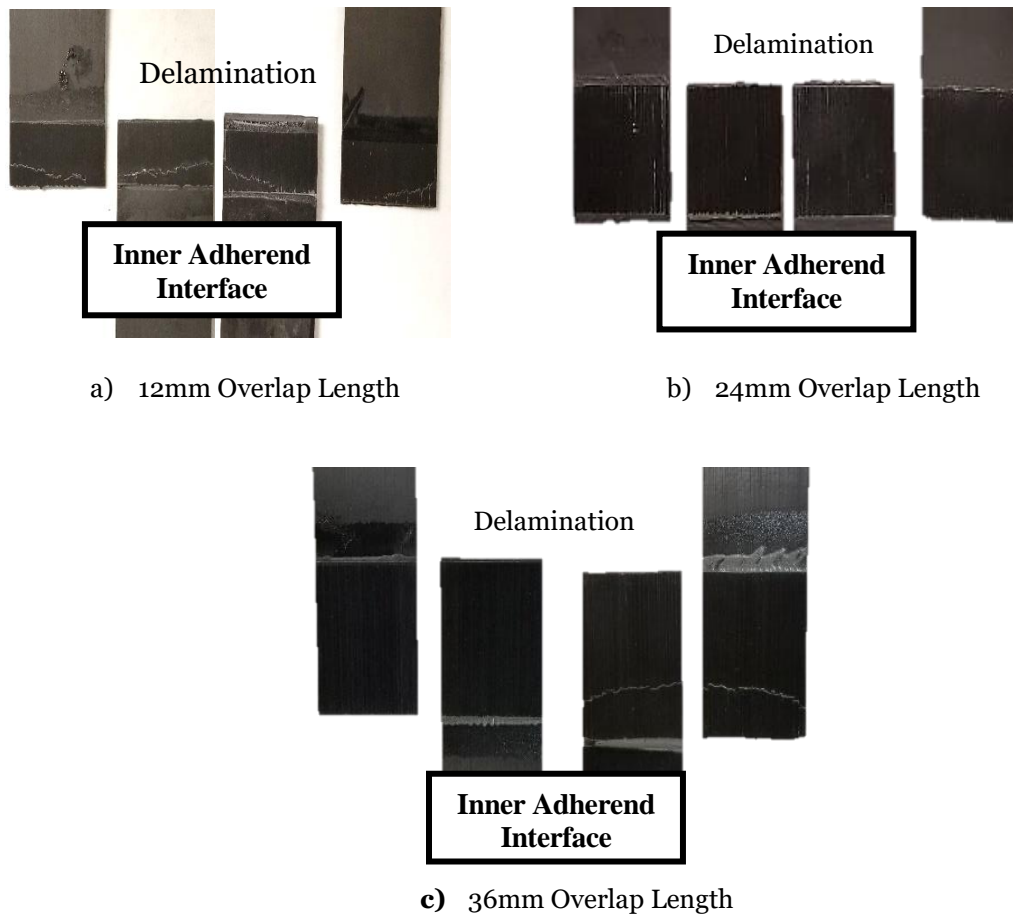 Delamination
Inner Adherend
Interface
a) 12mm Overlap Length
Delamination
Inner Adherend
Interface
b) 24mm Overlap Length
Delamination
Inner Adherend
Interface
c) 36mm Overlap Length